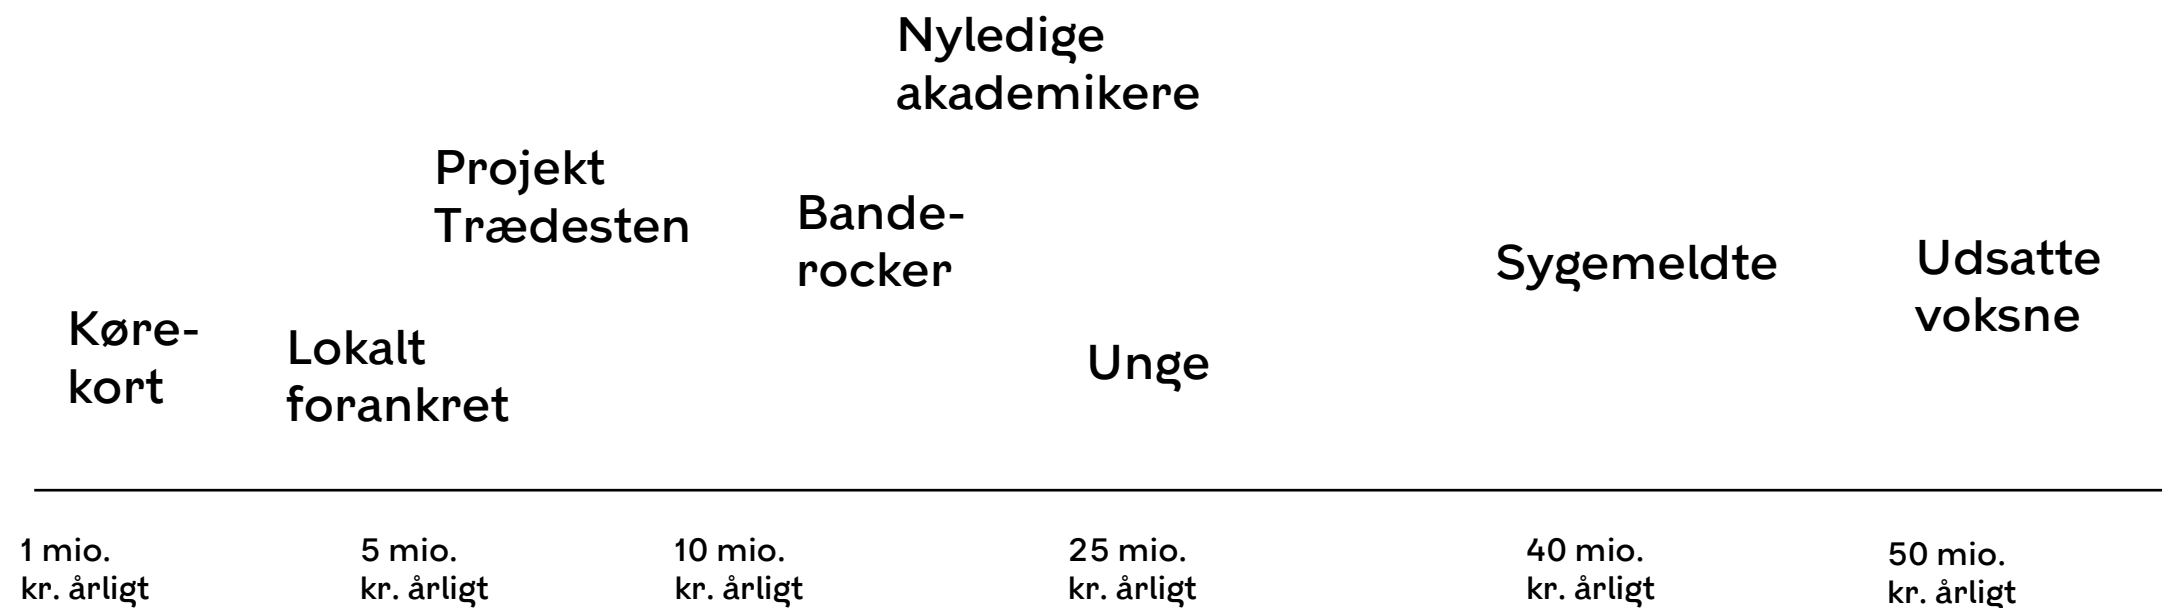 Nyledige
akademikere
Projekt
Trædesten
Bande-
rocker
Sygemeldte
Udsatte
voksne
Køre-
kort
Lokalt
forankret
Unge
1 mio.
kr. årligt
5 mio.
kr. årligt
10 mio.
kr. årligt
25 mio.
kr. årligt
40 mio.
kr. årligt
50 mio.
kr. årligt